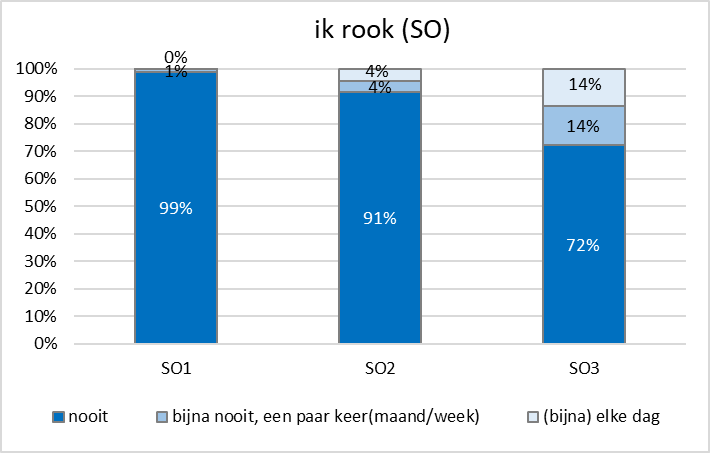 ik rook (SO)
0%
100%
1%
4%
4%
14%
14%
90%
80%
70%
60%
50%
40%
30%
20%
10%
0%
99%
91%
72%
SO1
SO2
SO3
nooit
bijna nooit, een paar keer(maand/week)
(bijna) elke dag